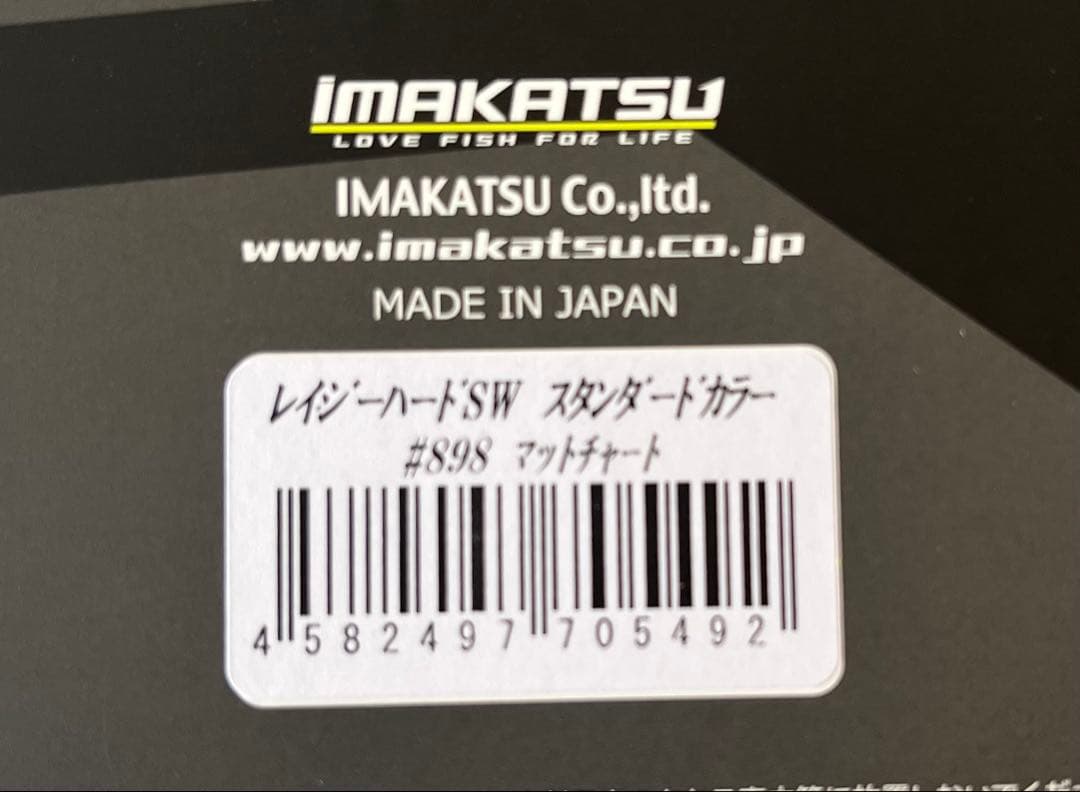 iMAKATSU
LOVE FISH FOR LIFE
IMAKATSU Co.,ltd.
www.imakatsu.co.jp
MADE IN JAPAN
レイジーハードSW スタンダードカラー
#898 マットチャート
4 582497 705492